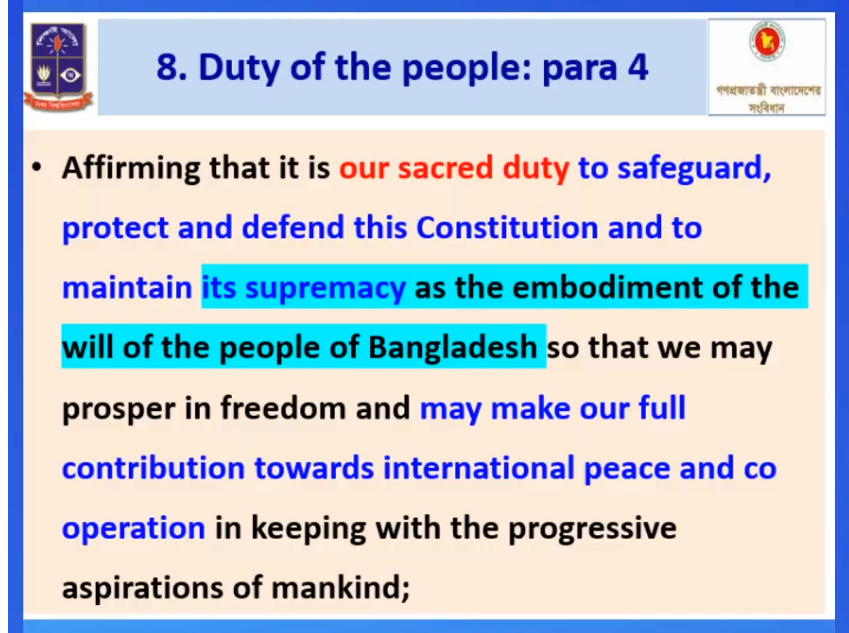 8. Duty of the people: para 4
গণপ্রজাতন্ত্রী বাংলাদেশের
সংবিধান
• Affirming that it is our sacred duty to safeguard,
protect and defend this Constitution and to
maintain its supremacy as the embodiment of the
will of the people of Bangladesh so that we may
prosper in freedom and may make our full
contribution towards international peace and co
operation in keeping with the progressive
aspirations of mankind;